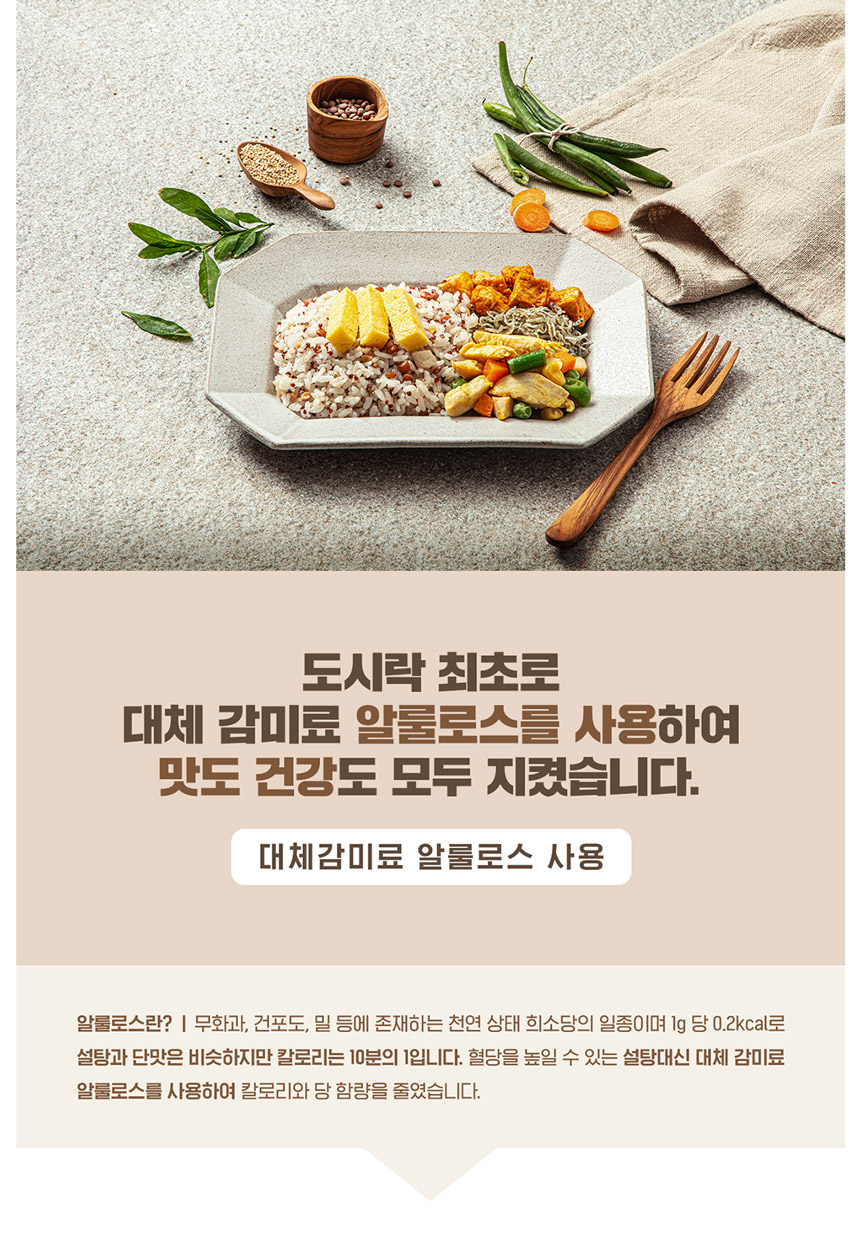 도시락 최초로
대체 감미료 알룰로스를 사용하여
맛도 건강도 모두 지켰습니다.
대체감미료 알룰로스 사용
알룰로스란? | 무화과, 건포도, 밀 등에 존재하는 천연 상태 희소당의 일종이며 1g 당 0.2kcal로
설탕과 단맛은 비슷하지만 칼로리는 10분의 1입니다. 혈당을 높일 수 있는 설탕대신 대체 감미료
알룰로스를 사용하여 칼로리와 당 함량을 줄였습니다.